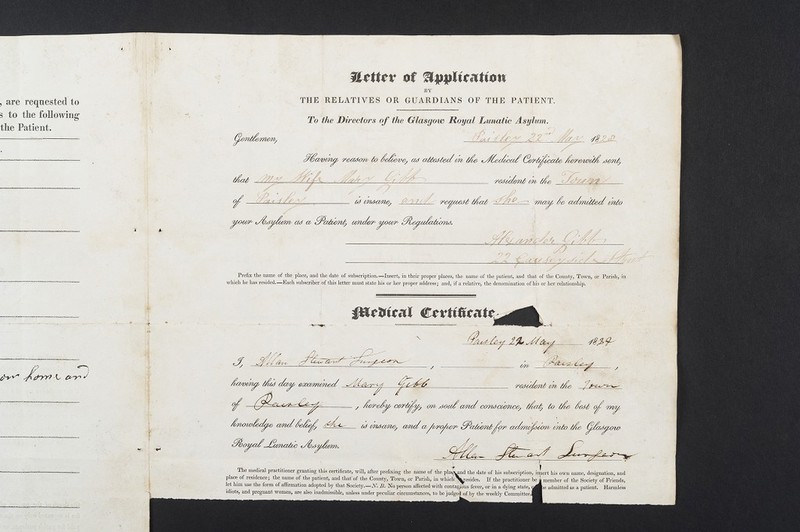 , are requested to
s to the following
the Patient.
Letter of Application
BY
THE RELATIVES OR GUARDIANS OF THE PATIENT.
To the Directors of the Glasgow Royal Lunatic Asylum.
Gentlemen,
Paisley 22d May 18
Having reason to believe, as attested in the Medical Certificate herewith sent,
that my Wife Mary Gibb resident in the Town
of Paisley is insane, and request that she may be admitted into
your Asylum as a Patient, under your Regulations.
Alexander Gibb
22 Street
Prefix the name of the place, and the date of subscription.—Insert, in their proper places, the name of the patient, and that of the County, Town, or Parish, in
which he has resided.—Each subscriber of this letter must state his or her proper address; and, if a relative, the denomination of his or her relationship.
Medical Certificate
Paisley 22 May 18
I, Allan Stewart Surgeon, in Paisley,
having this day examined Mary Gibb resident in the Town
of Paisley, hereby certify, on soul and conscience, that, to the best of my
knowledge and belief, she is insane, and a proper Patient for admission into the Glasgow
Royal Lunatic Asylum.
Allan Stewart Surgeon
The medical practitioner granting this certificate, will, after prefixing the name of the place and the date of his subscription, insert his own name, designation, and
place of residence; the name of the patient, and that of the County, Town, or Parish, in which resides. If the practitioner be a member of the Society of Friends,
let him use the form of affirmation adopted by that Society.—N. B. No person affected with contagious fever, or in a dying state, admitted as a patient. Harmless
idiots, and pregnant women, are also inadmissible, unless under peculiar circumstances, to be judged of by the weekly Committee.